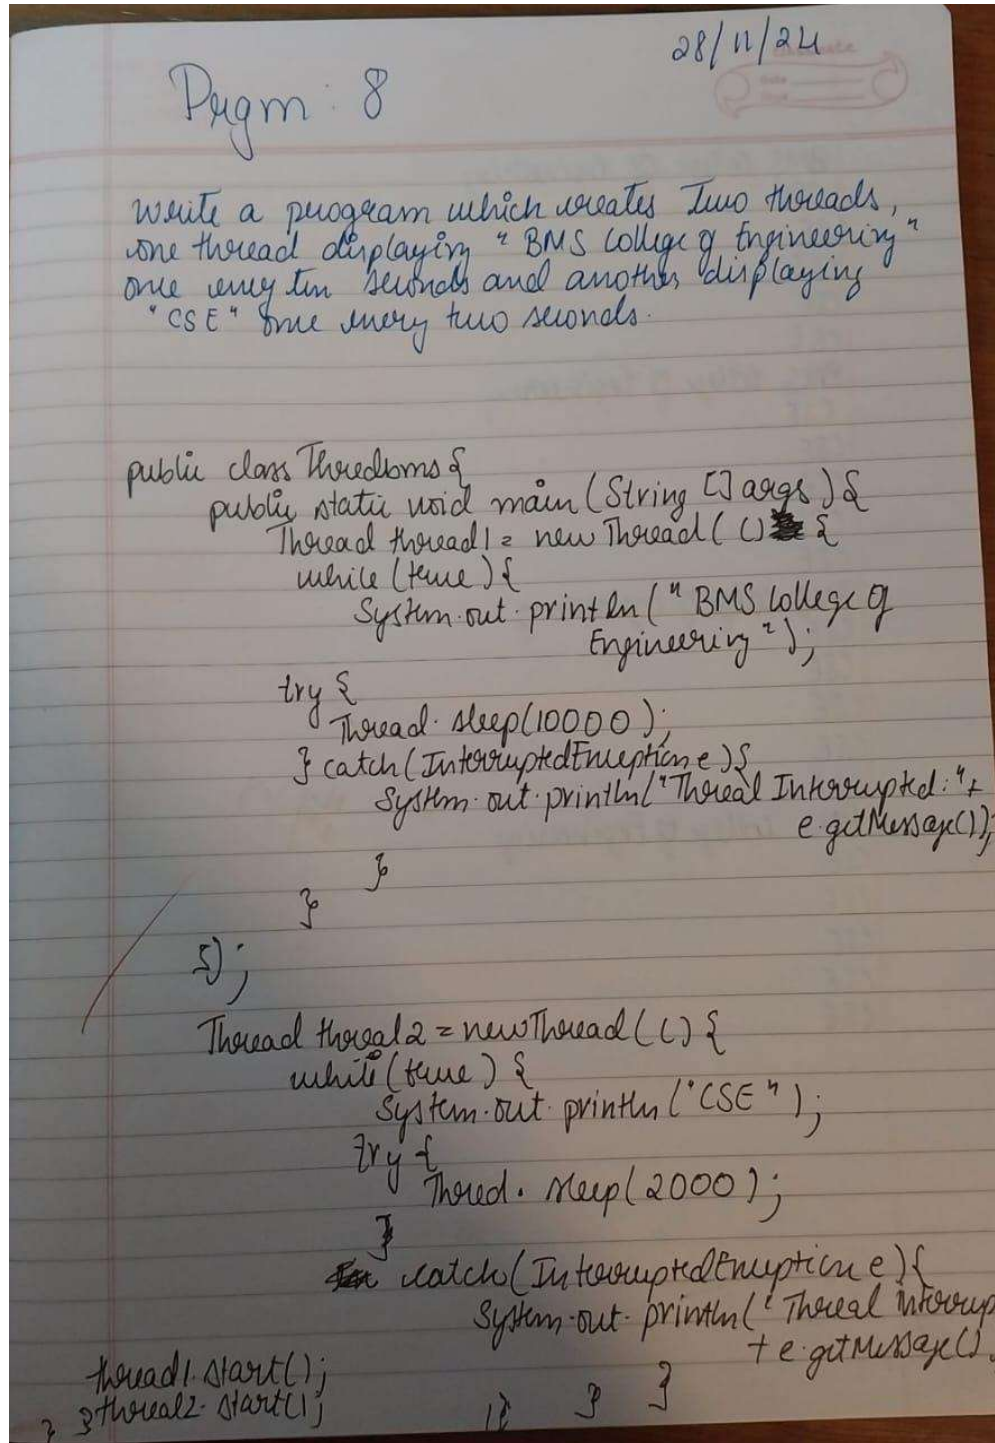 28/11/24
Prgm : 8
Write a program which creates Two threads,
one thread displaying "BMS College of Engineering"
once every ten seconds and another displaying
"CSE" once every two seconds.
public class Thredbms {
public static void main (String [] args) {
Thread thread1 = new Thread ( () {
while (true) {
System.out.println ("BMS College of
Engineering");
try {
Thread.sleep(10000);
} catch (InterruptedException e) {
System.out.println("Thread Interrupted: " +
e.getMessage());
}
}
});
Thread thread2 = new Thread ( () {
while (true) {
System.out.println ("CSE");
try {
Thred.sleep(2000);
}
catch (InterruptedException e) {
System.out.println("Thread interrup
+ e.getMessage().
thread1.start(); } }
} } thread2.start();